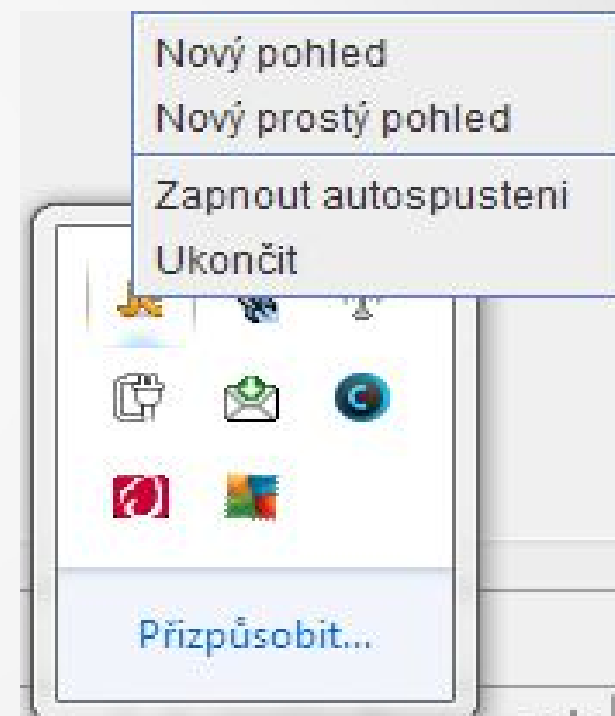 Nový pohled
Nový prostý pohled
Zapnout autospusteni
Ukončit
Přizpůsobit...